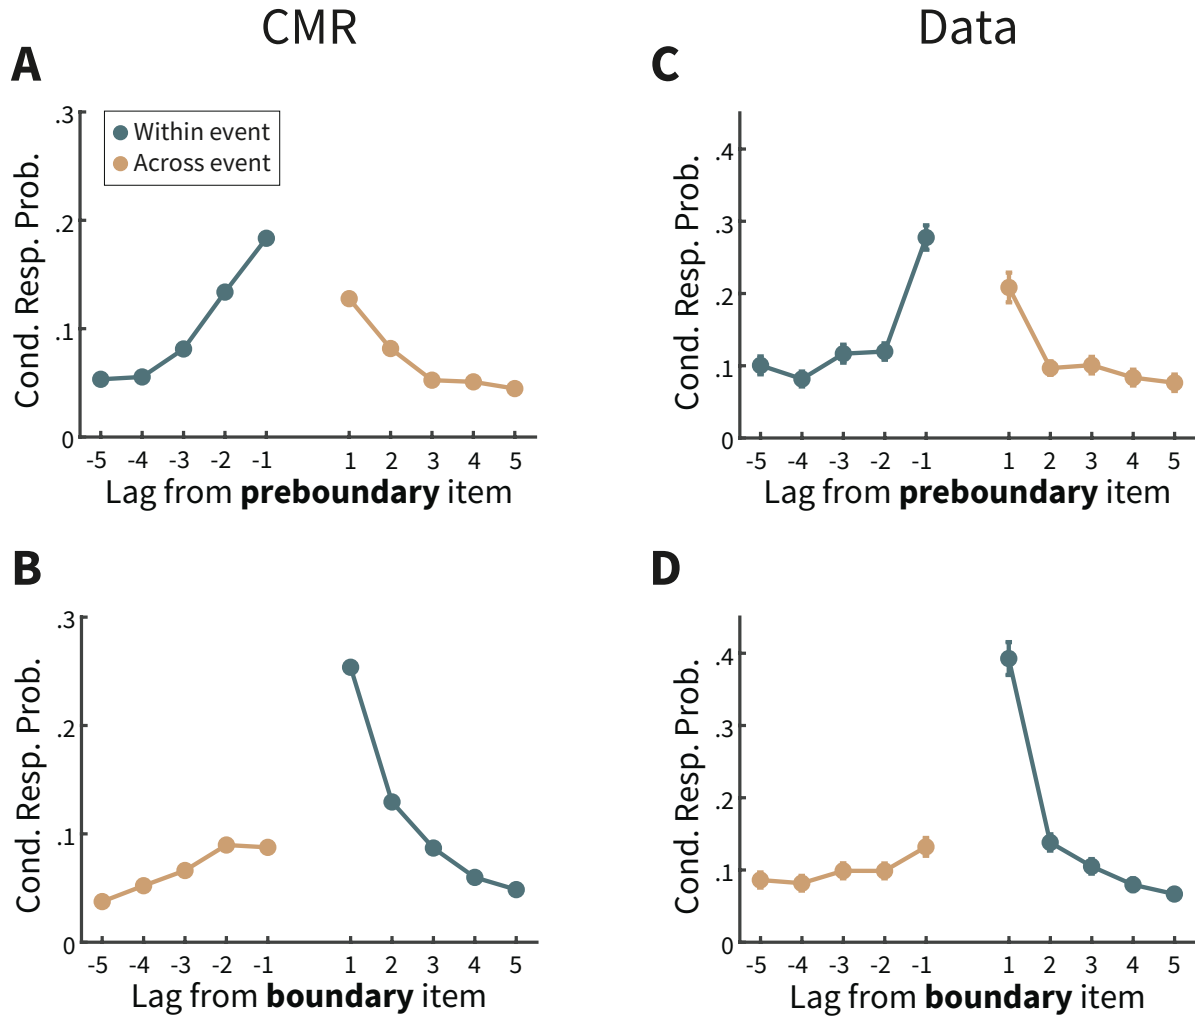 CMR
Data
A
.3
.2
.1
0
Cond. Resp. Prob.
Within event
Across event
-5 -4 -3 -2 -1 1 2 3 4 5
Lag from preboundary item
C
.4
.3
.2
.1
0
Cond. Resp. Prob.
-5 -4 -3 -2 -1 1 2 3 4 5
Lag from preboundary item
B
.3
.2
.1
0
Cond. Resp. Prob.
-5 -4 -3 -2 -1 1 2 3 4 5
Lag from boundary item
D
.4
.3
.2
.1
0
Cond. Resp. Prob.
-5 -4 -3 -2 -1 1 2 3 4 5
Lag from boundary item